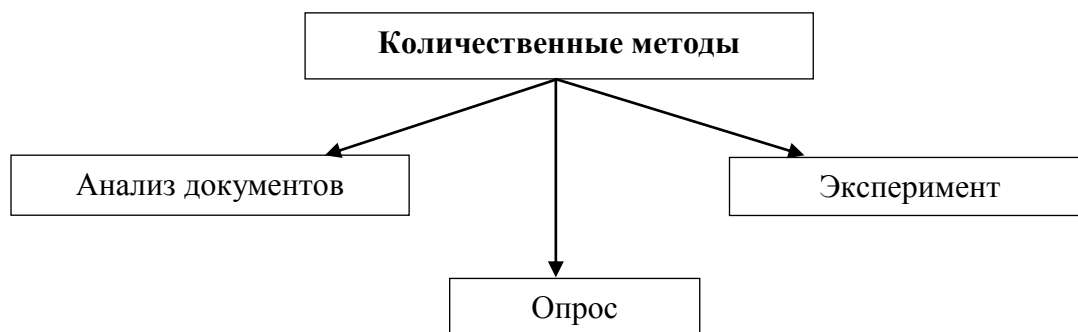 Количественные методы
Анализ документов
Эксперимент
Опрос